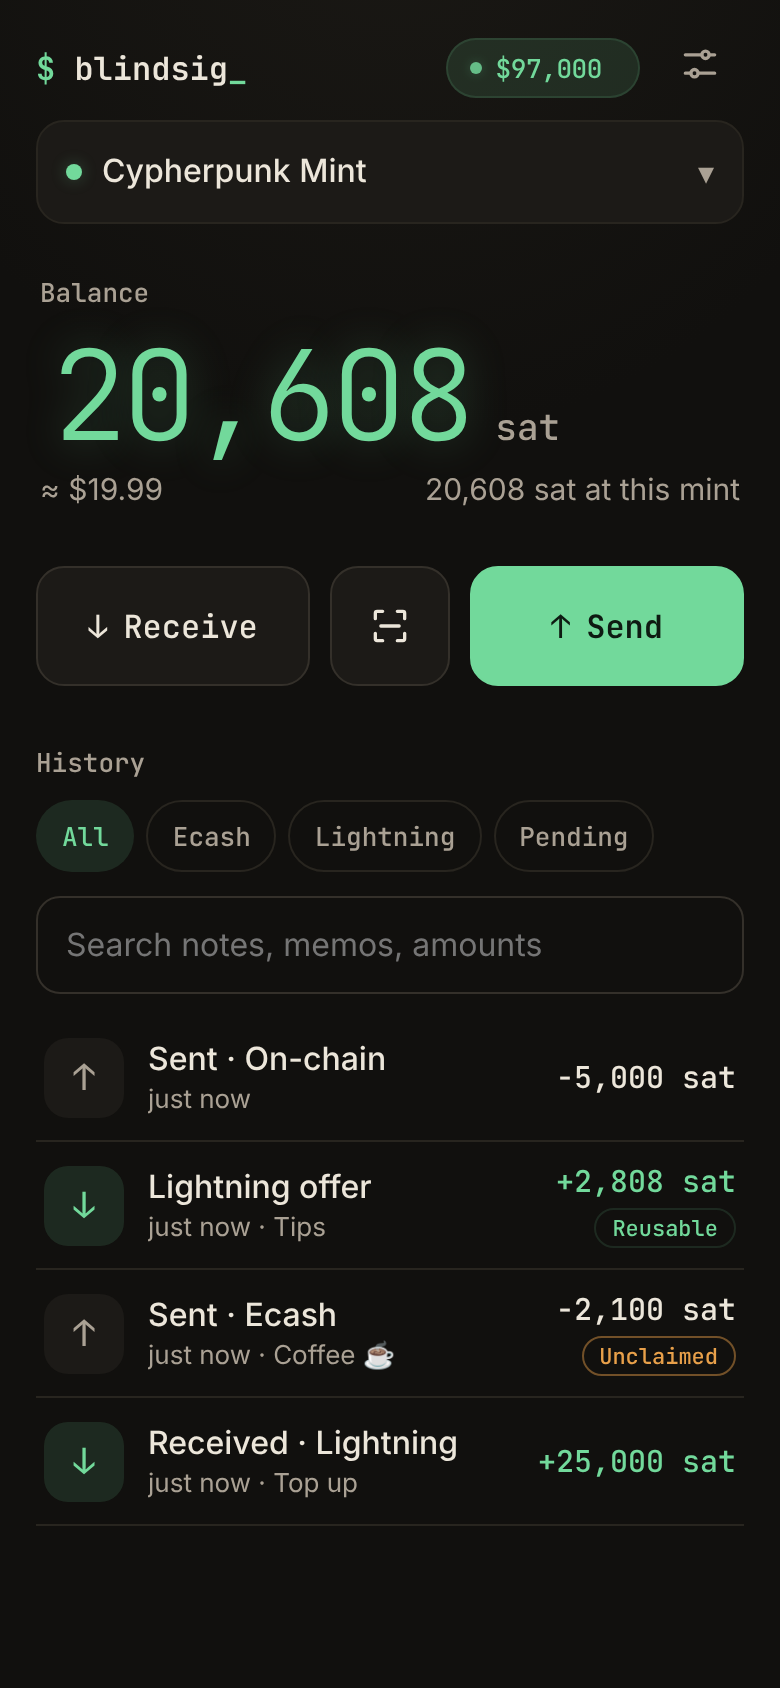 $ blindsig_
$97,000
Cypherpunk Mint ▼
Balance
20,608 sat
≈ $19.99
20,608 sat at this mint
↓ Receive
↑ Send
History
All
Ecash
Lightning
Pending
Search notes, memos, amounts
↑ Sent · On-chain
just now
-5,000 sat
↓ Lightning offer
just now · Tips
+2,808 sat
Reusable
↑ Sent · Ecash
just now · Coffee ☕
-2,100 sat
Unclaimed
↓ Received · Lightning
just now · Top up
+25,000 sat